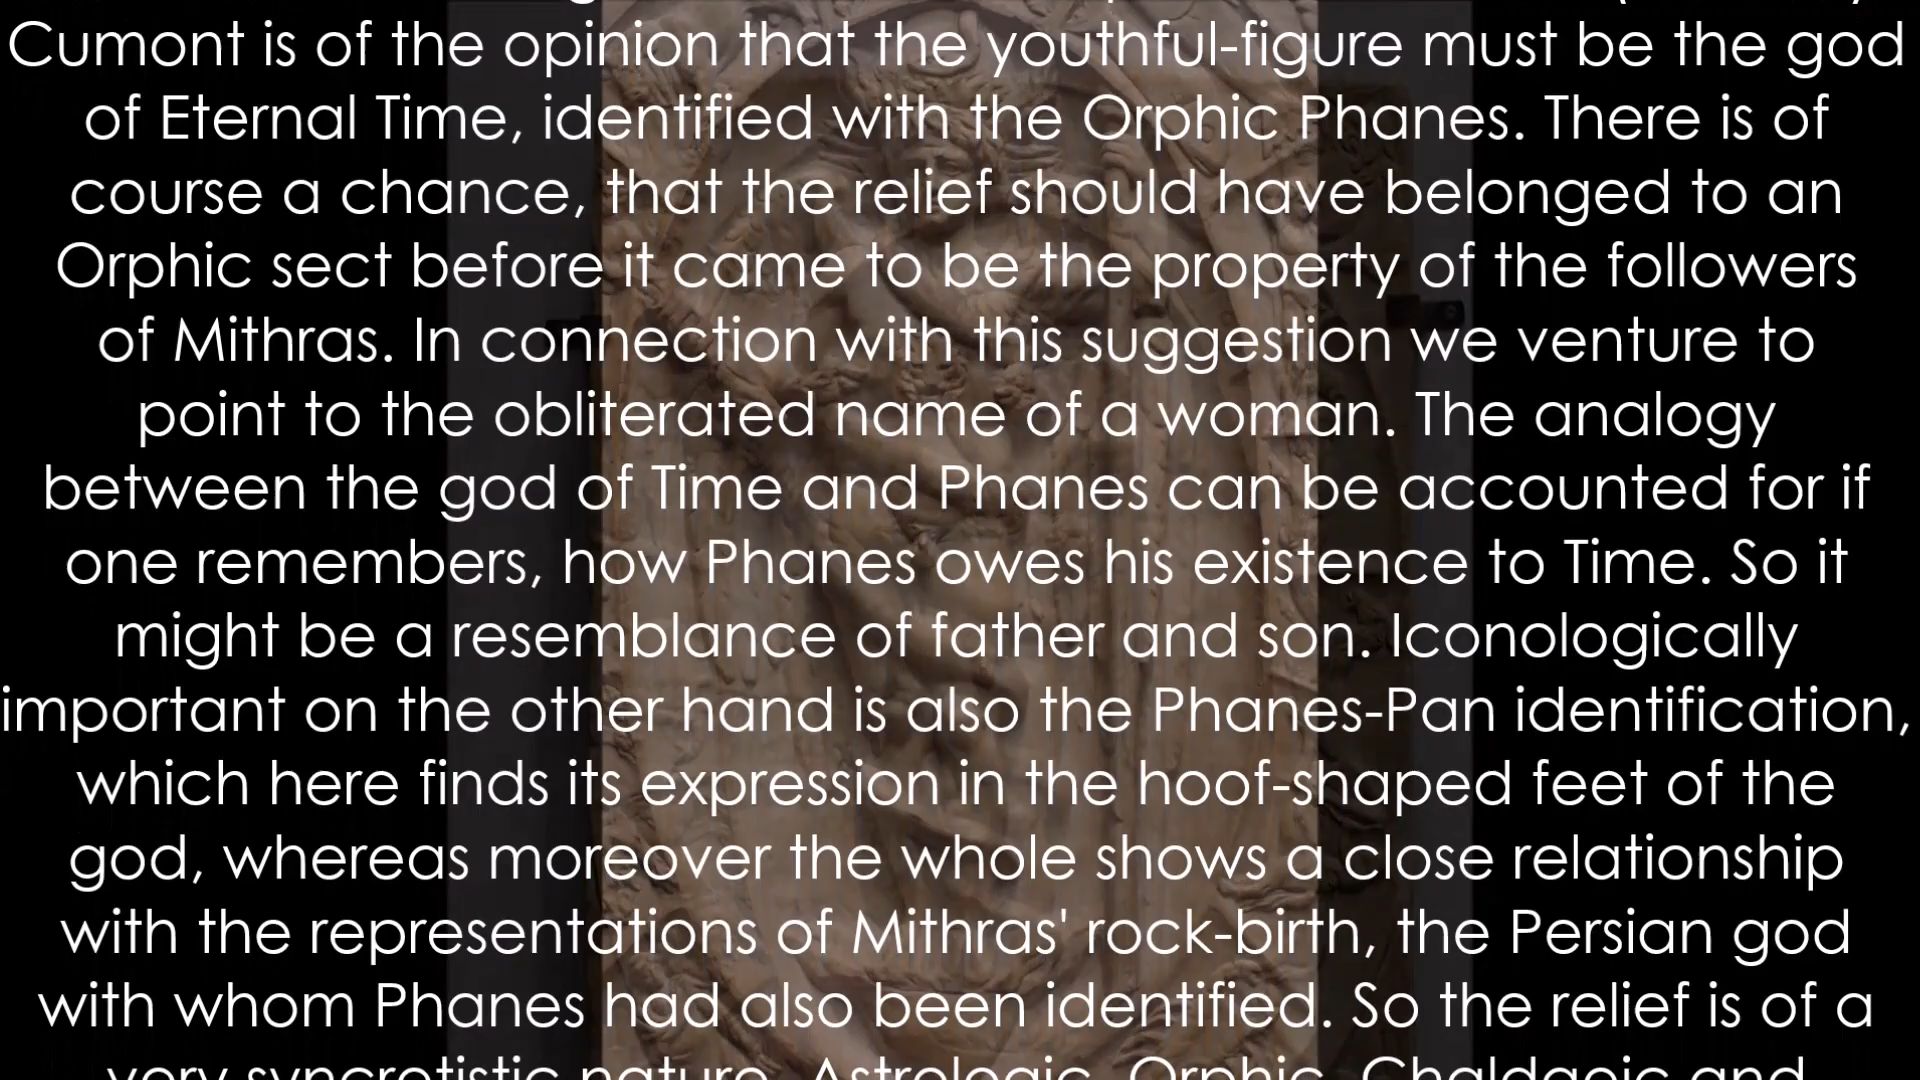 Cumont is of the opinion that the youthful-figure must be the god
of Eternal Time, identified with the Orphic Phanes. There is of
course a chance, that the relief should have belonged to an
Orphic sect before it came to be the property of the followers
of Mithras. In connection with this suggestion we venture to
point to the obliterated name of a woman. The analogy
between the god of Time and Phanes can be accounted for if
one remembers, how Phanes owes his existence to Time. So it
might be a resemblance of father and son. Iconologically
important on the other hand is also the Phanes-Pan identification,
which here finds its expression in the hoof-shaped feet of the
god, whereas moreover the whole shows a close relationship
with the representations of Mithras' rock-birth, the Persian god
with whom Phanes had also been identified. So the relief is of a
very syncretistic nature. Astrologic, Orphic, Chaldaeic and